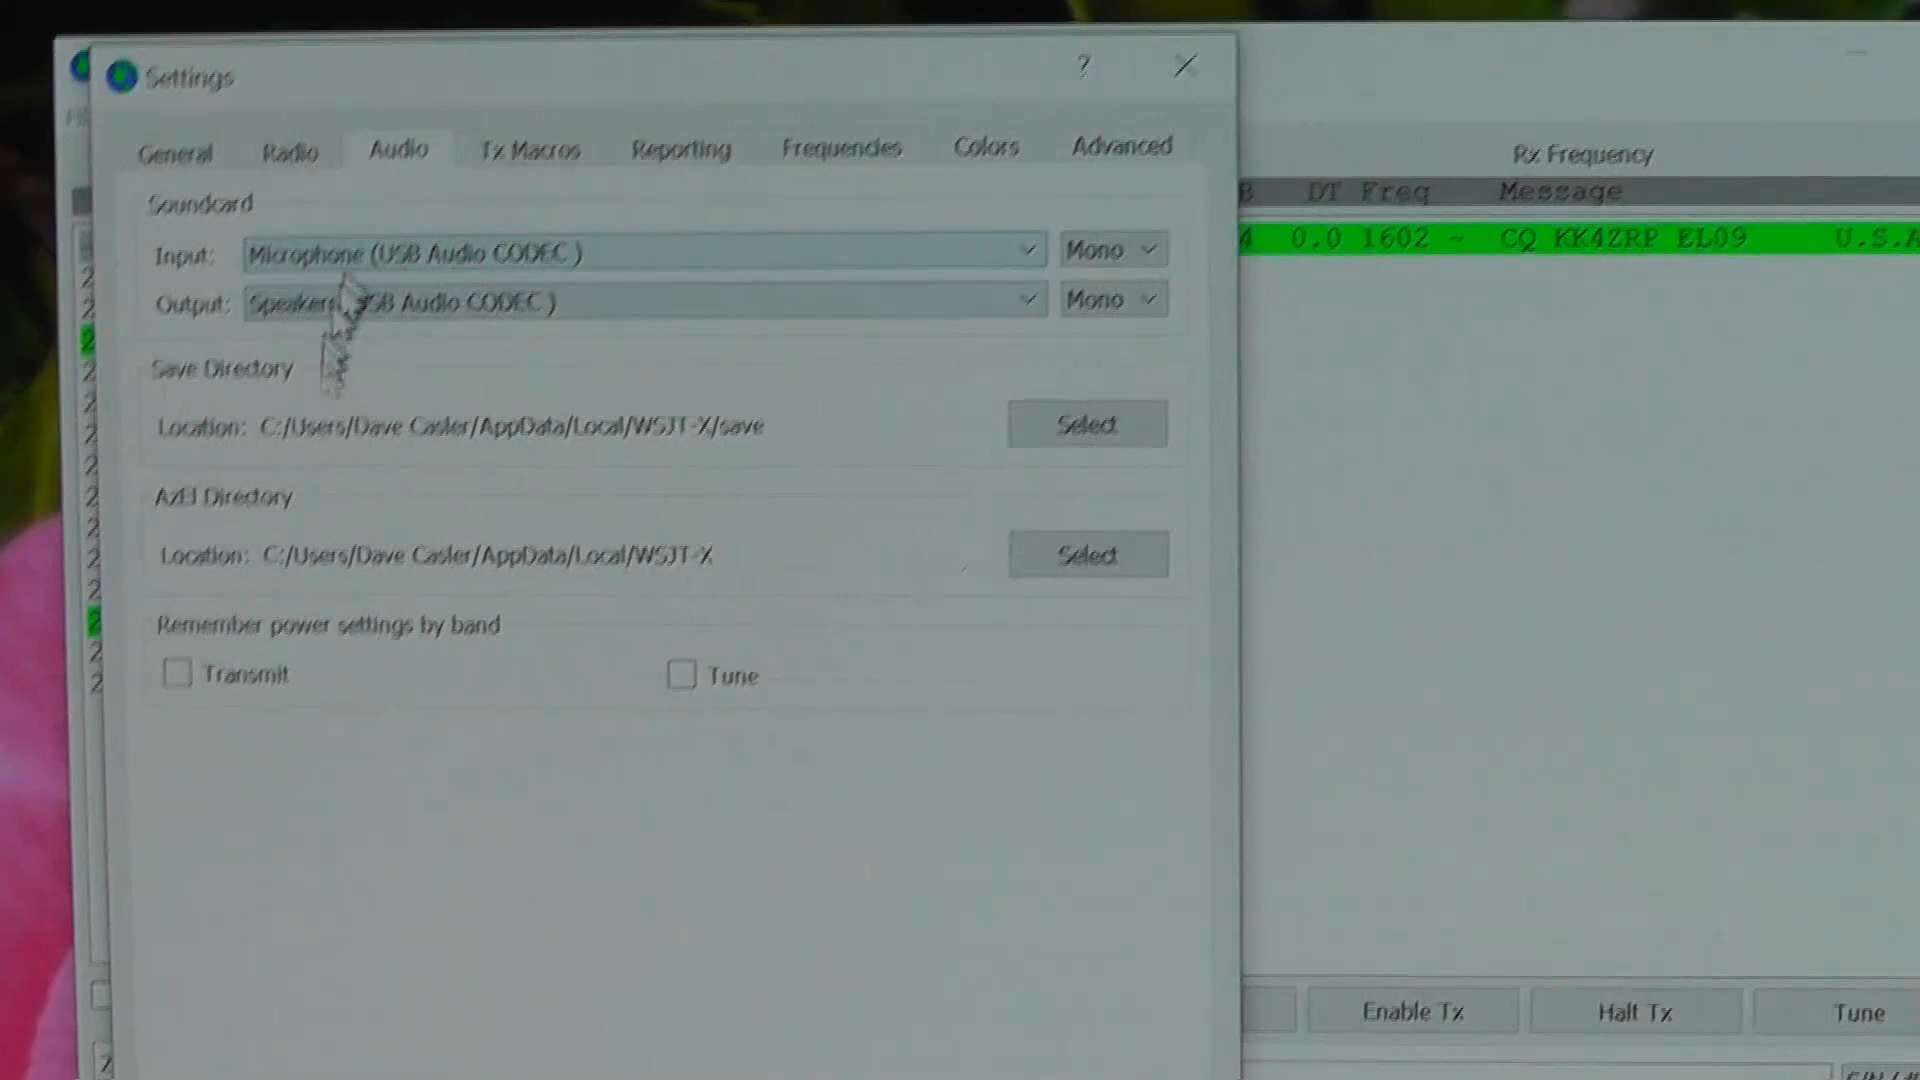 Settings
?
General Radio Audio Tx Macros Reporting Frequencies Colors Advanced
Soundcard
Input: Microphone (USB Audio CODEC ) Mono
Output: Speakers USB Audio CODEC ) Mono
Save Directory
Location: C:/Users/Dave Casler/AppData/Local/WSJT-X/save Select
AzEl Directory
Location: C:/Users/Dave Casler/AppData/Local/WSJT-X Select
Remember power settings by band
Transmit Tune
Rx Frequency
B DT Freq Message
4 0.0 1602 ~ CQ KK4ZRP EL09 U.S.A
Enable Tx Halt Tx Tune